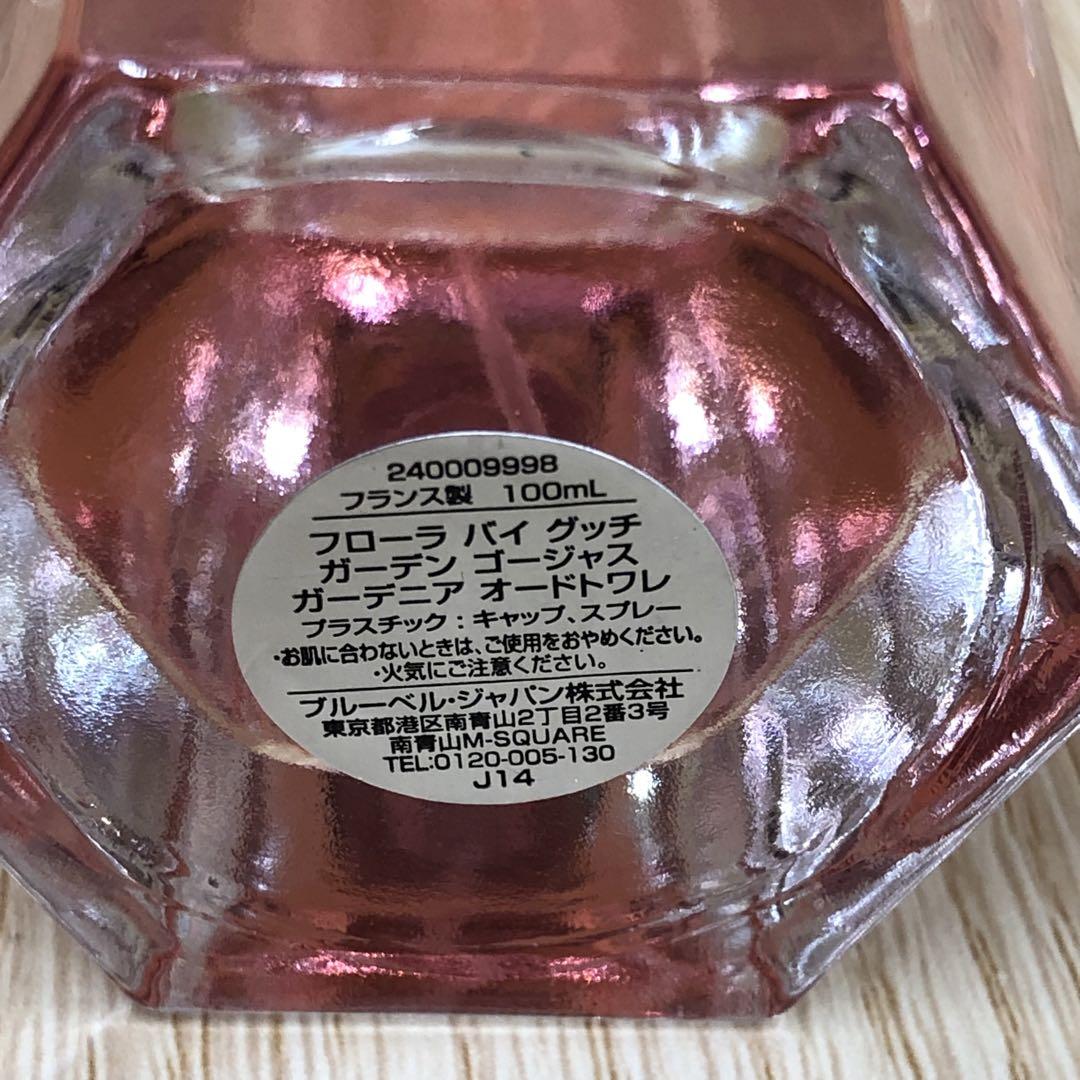 240009998
フランス製 100mL
フローラ バイ グッチ
ガーデン ゴージャス
ガーデニア オードトワレ
プラスチック：キャップ、スプレー
・お肌に合わないときは、ご使用をおやめください。
・火気にご注意ください。
ブルーベル・ジャパン株式会社
東京都港区南青山2丁目2番3号
南青山M-SQUARE
TEL:0120-005-130
J14